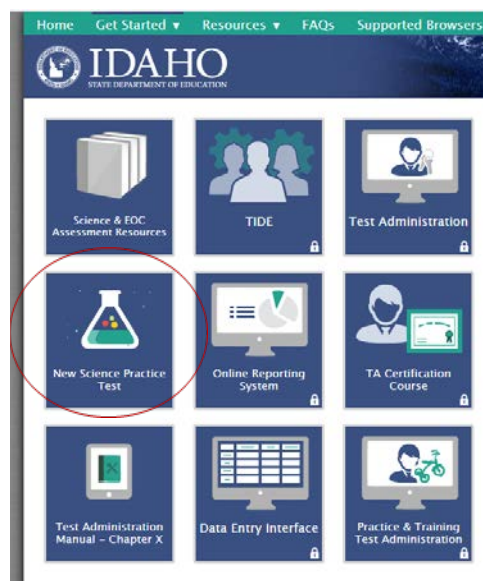 Home Get Started ▼ Resources ▼ FAQs Supported Browsers
IDAHO
STATE DEPARTMENT OF EDUCATION
Science & EOC
Assessment Resources
TIDE
Test Administration
New Science Practice
Test
Online Reporting
System
TA Certification
Course
Test Administration
Manual – Chapter X
Data Entry Interface
Practice & Training
Test Administration